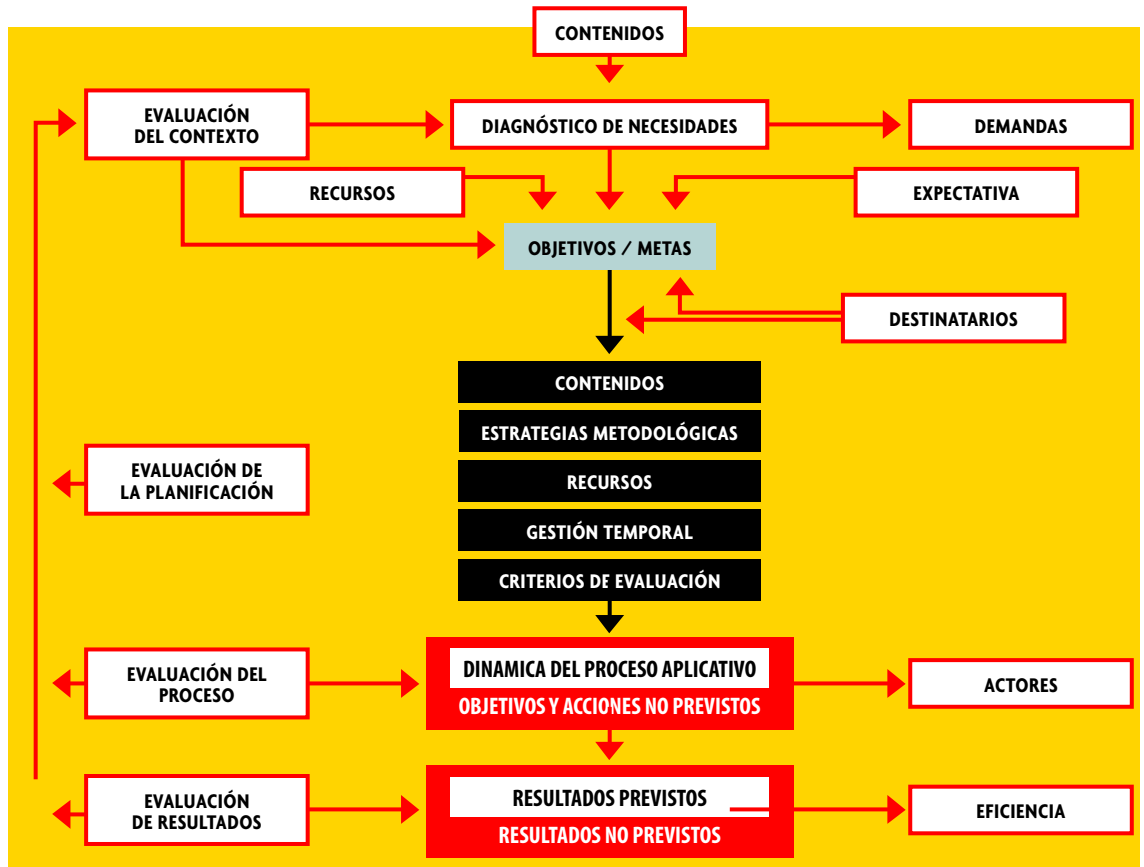 CONTENIDOS
EVALUACIÓN
DEL CONTEXTO
DIAGNÓSTICO DE NECESIDADES
DEMANDAS
RECURSOS
EXPECTATIVA
OBJETIVOS / METAS
DESTINATARIOS
CONTENIDOS
ESTRATEGIAS METODOLÓGICAS
EVALUACIÓN DE
LA PLANIFICACIÓN
RECURSOS
GESTIÓN TEMPORAL
CRITERIOS DE EVALUACIÓN
EVALUACIÓN DEL
PROCESO
DINAMICA DEL PROCESO APLICATIVO
OBJETIVOS Y ACCIONES NO PREVISTOS
ACTORES
EVALUACIÓN
DE RESULTADOS
RESULTADOS PREVISTOS
RESULTADOS NO PREVISTOS
EFICIENCIA